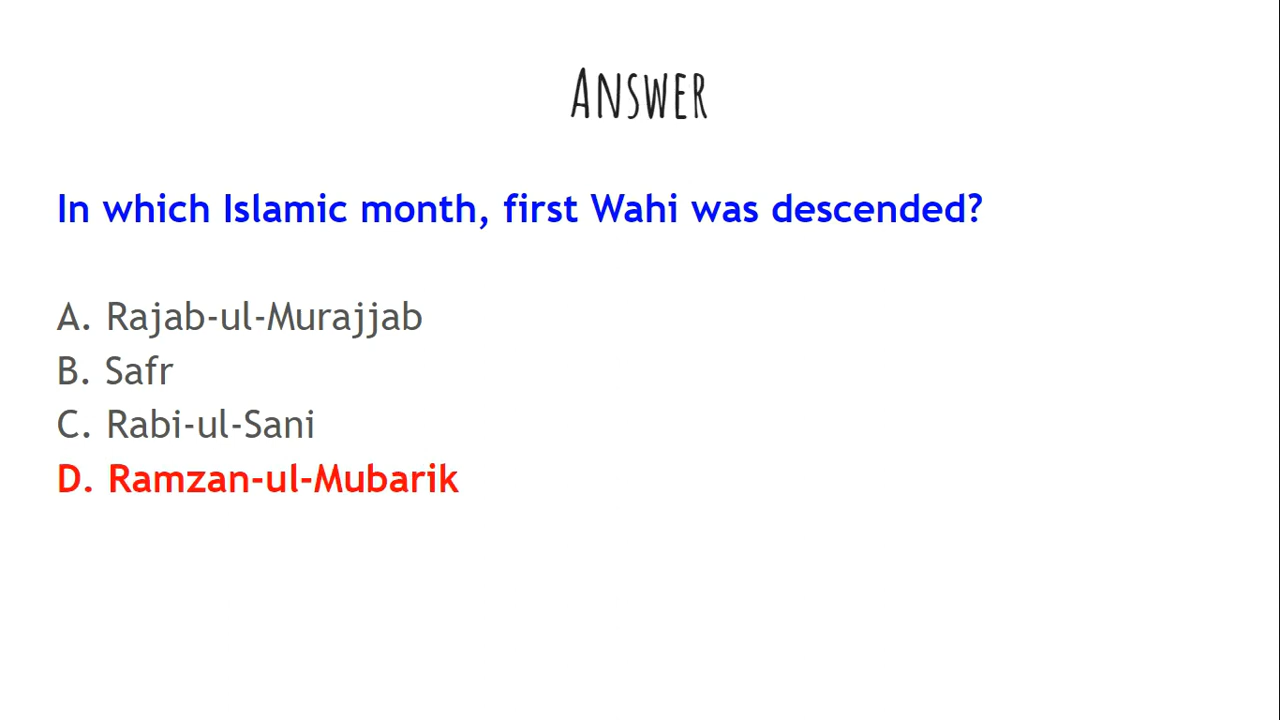 Answer
In which Islamic month, first Wahi was descended?
A. Rajab-ul-Murajjab
B. Safr
C. Rabi-ul-Sani
D. Ramzan-ul-Mubarik